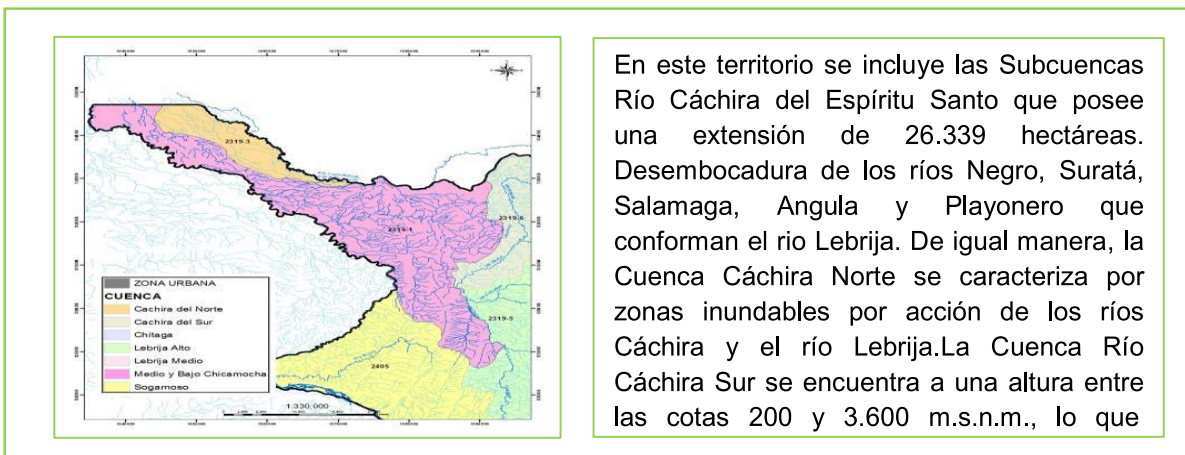 2319-3
2319-6
2319-1
2319-5
2405
ZONA URBANA
CUENCA
Cachira del Norte
Cachira del Sur
Chitaga
Lebrija Alto
Lebrija Medio
Medio y Bajo Chicamocha
Sogamoso
1:330.000
En este territorio se incluye las Subcuencas
Río Cáchira del Espíritu Santo que posee
una extensión de 26.339 hectáreas.
Desembocadura de los ríos Negro, Suratá,
Salamaga, Angula y Playonero que
conforman el rio Lebrija. De igual manera, la
Cuenca Cáchira Norte se caracteriza por
zonas inundables por acción de los ríos
Cáchira y el río Lebrija.La Cuenca Río
Cáchira Sur se encuentra a una altura entre
las cotas 200 y 3.600 m.s.n.m., lo que